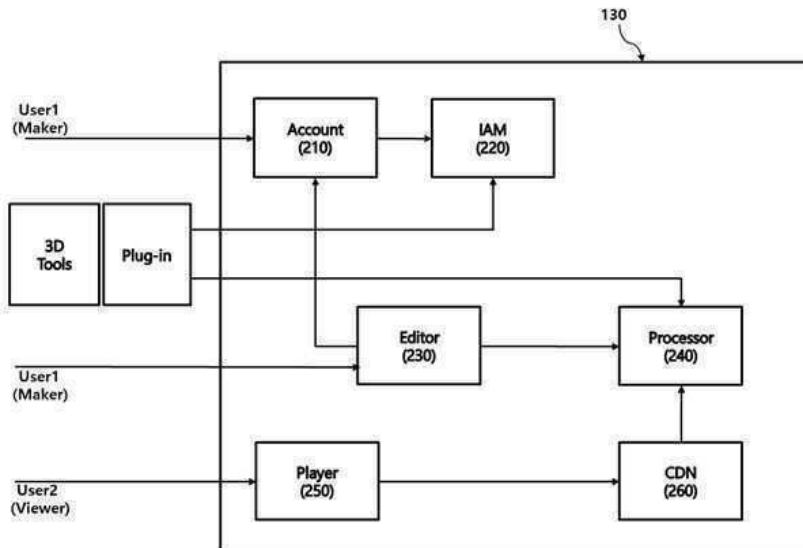 130
User1
(Maker)
Account
(210)
IAM
(220)
3D
Tools
Plug-in
Editor
(230)
Processor
(240)
User1
(Maker)
Player
(250)
CDN
(260)
User2
(Viewer)